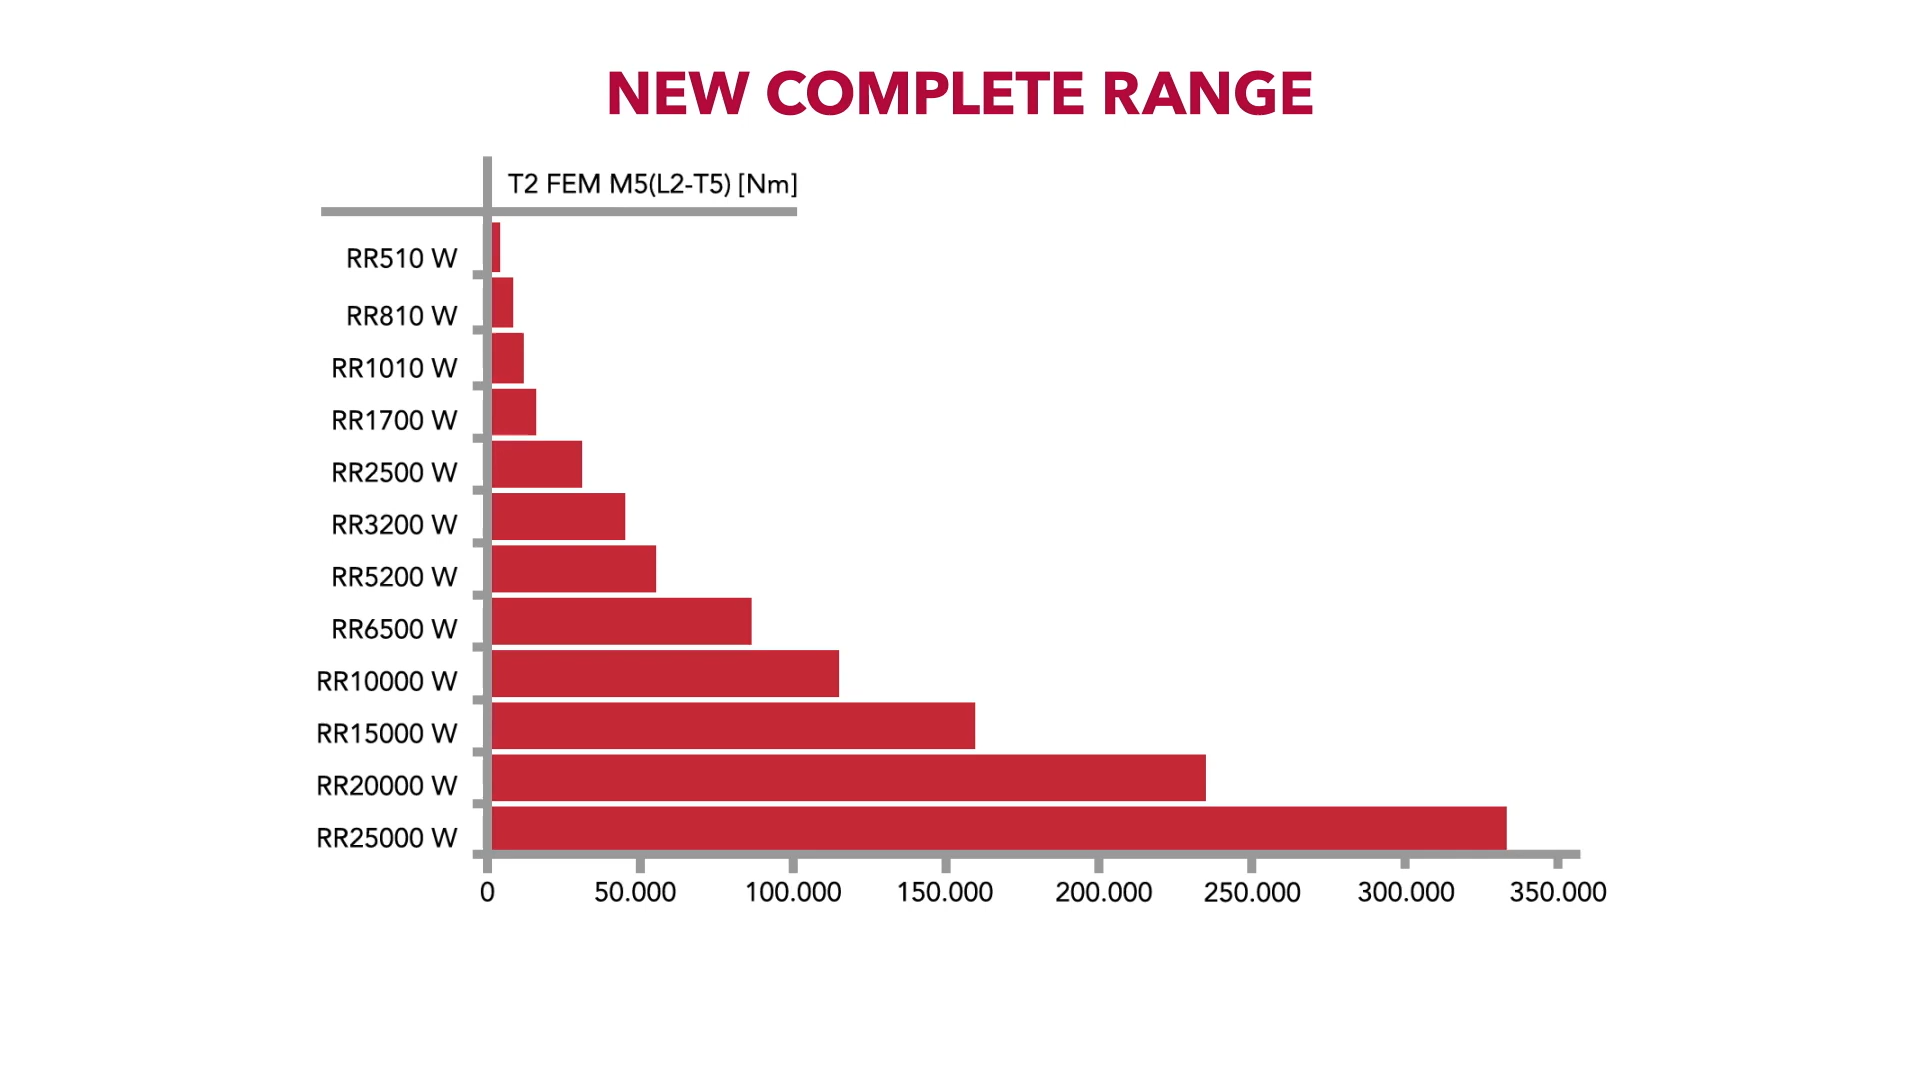 NEW COMPLETE RANGE
T2 FEM M5(L2-T5) [Nm]
RR510 W
RR810 W
RR1010 W
RR1700 W
RR2500 W
RR3200 W
RR5200 W
RR6500 W
RR10000 W
RR15000 W
RR20000 W
RR25000 W
0 50.000 100.000 150.000 200.000 250.000 300.000 350.000